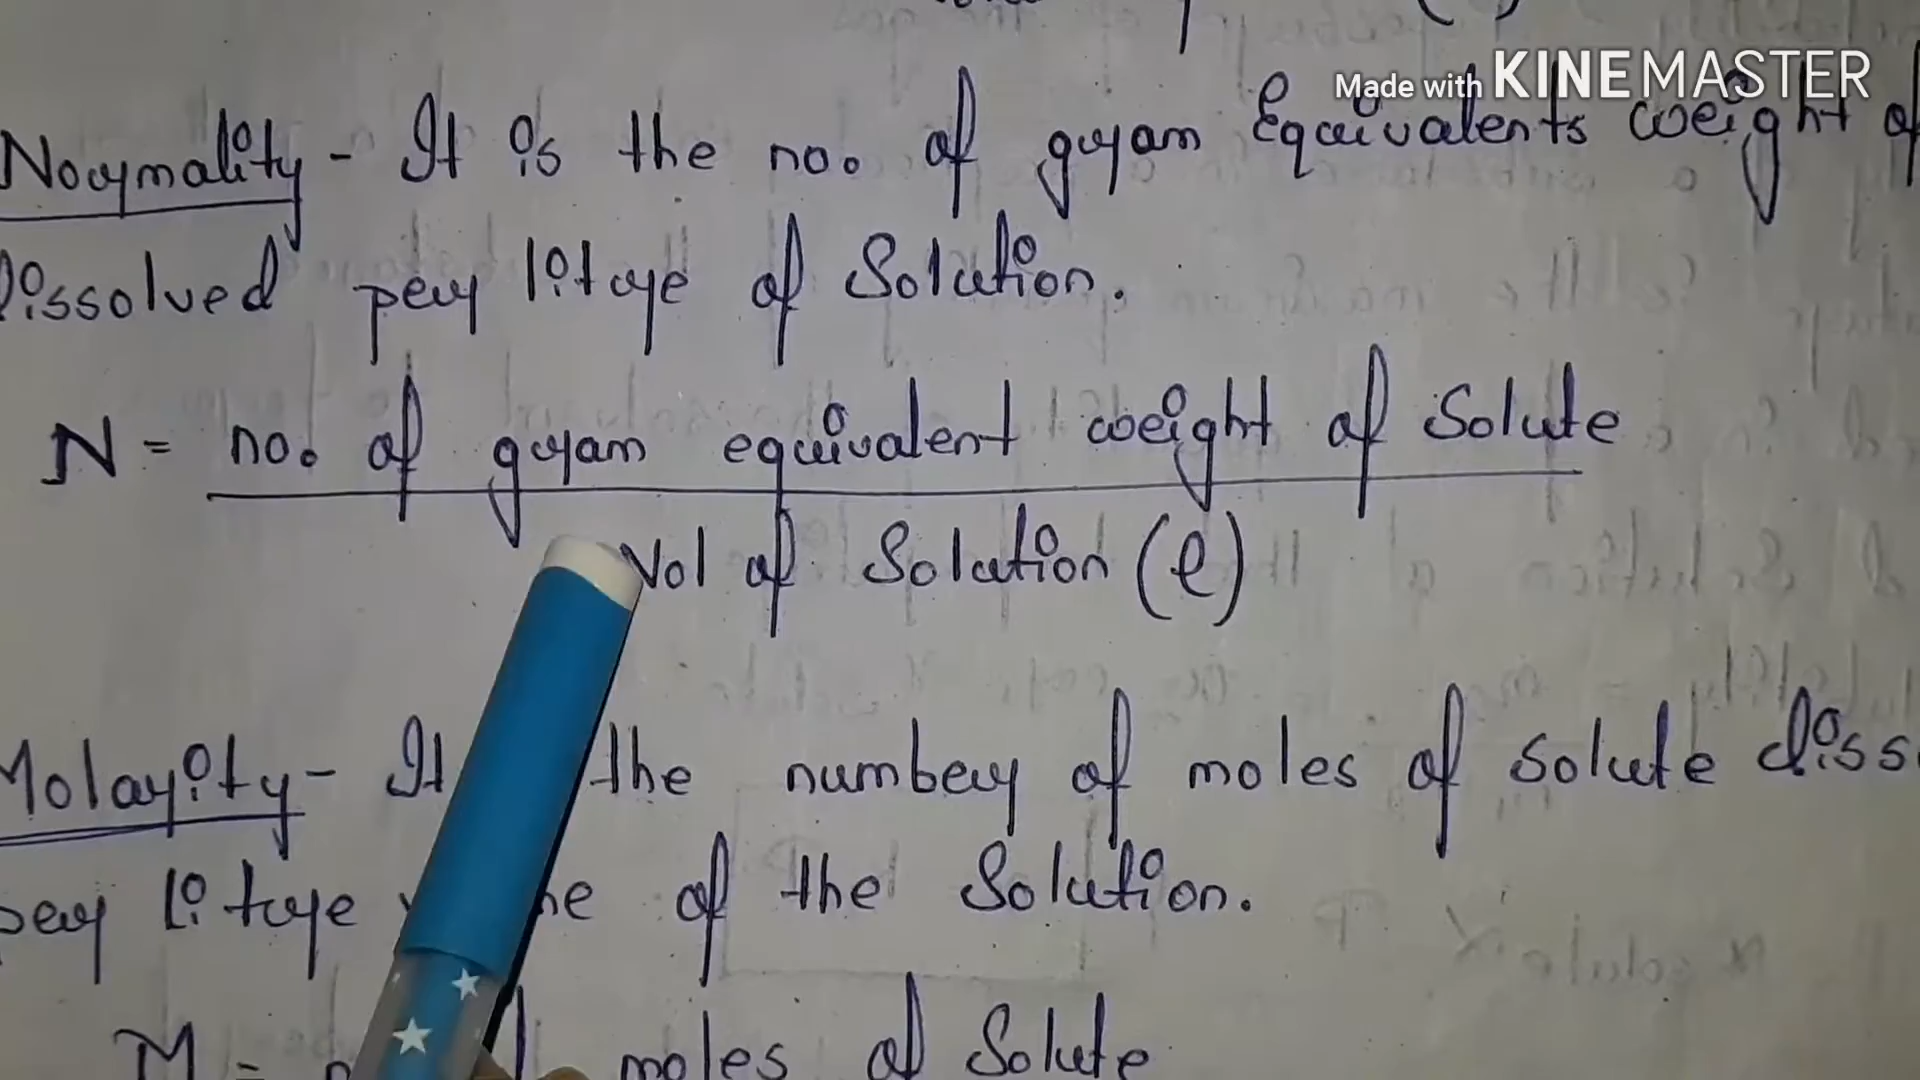 Made with KINEMASTER
Normality - It is the no. of gram Equivalents weight of
dissolved per litre of Solution.
N = no. of gram equivalent weight of Solute
Vol of Solution (l)
Molarity - It the number of moles of solute diss
per litre of the Solution.
M = moles of Solute